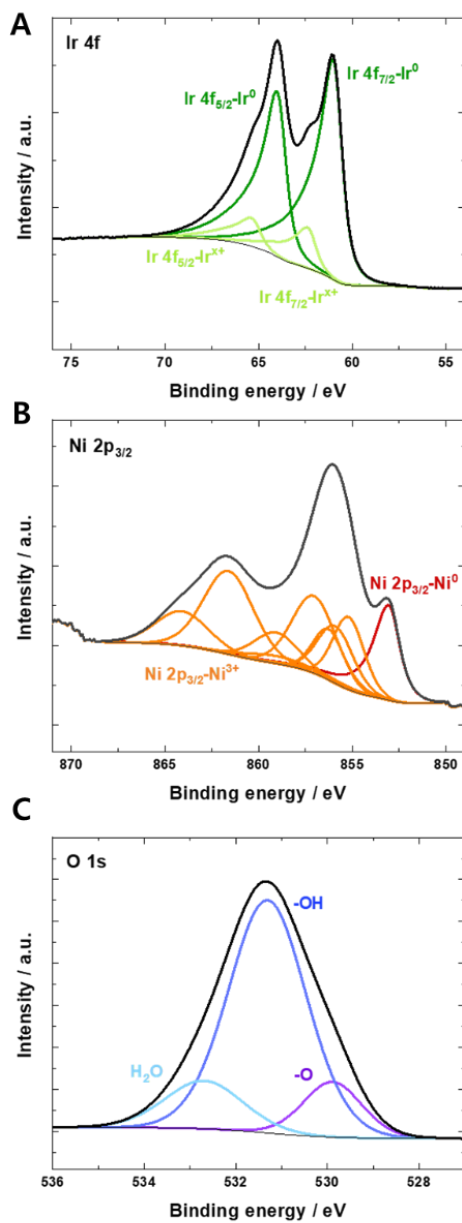 A
Ir 4f
Ir 4f₇/₂-Ir⁰
Ir 4f₅/₂-Ir⁰
Ir 4f₅/₂-Irˣ⁺
Ir 4f₇/₂-Irˣ⁺
Intensity / a.u.
75 70 65 60 55
Binding energy / eV
B
Ni 2p₃/₂
Ni 2p₃/₂-Ni⁰
Ni 2p₃/₂-Ni³⁺
Intensity / a.u.
870 865 860 855 850
Binding energy / eV
C
O 1s
-OH
H₂O
-O
Intensity / a.u.
536 534 532 530 528
Binding energy / eV